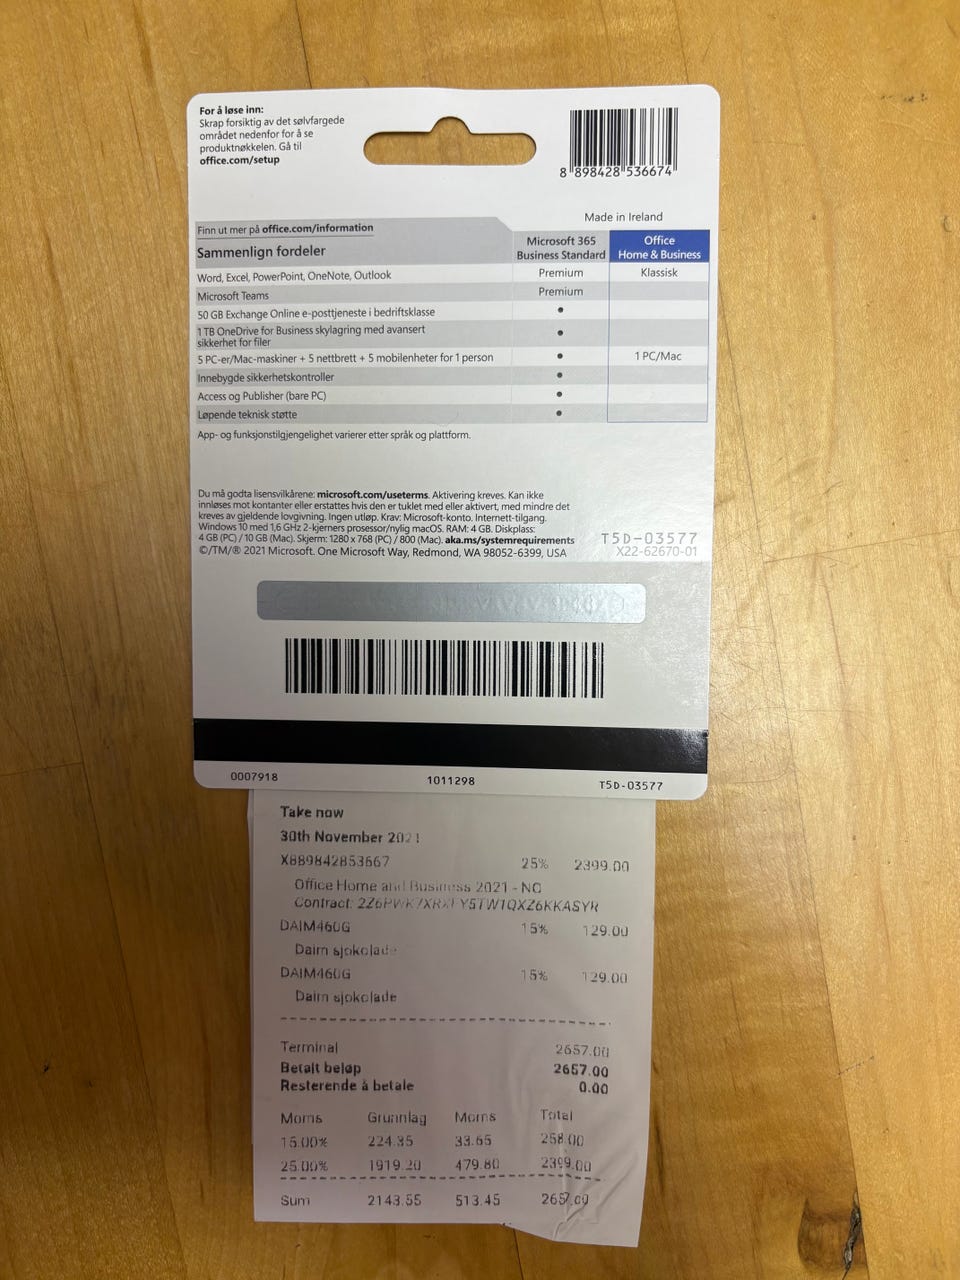 For å løse inn:
Skrap forsiktig av det sølvfargede
området nedenfor for å se
produktnøkkelen. Gå til
office.com/setup
8 898428 536674
Made in Ireland
Finn ut mer på office.com/information
Sammenlign fordeler
Microsoft 365
Business Standard
Office
Home & Business
Word, Excel, PowerPoint, OneNote, Outlook Premium Klassisk
Microsoft Teams Premium
50 GB Exchange Online e-posttjeneste i bedriftsklasse •
1 TB OneDrive for Business skylagring med avansert
sikkerhet for filer •
5 PC-er/Mac-maskiner + 5 nettbrett + 5 mobilenheter for 1 person • 1 PC/Mac
Innebygde sikkerhetskontroller •
Access og Publisher (bare PC) •
Løpende teknisk støtte •
App- og funksjonstilgjengelighet varierer etter språk og plattform.
Du må godta lisensvilkårene: microsoft.com/useterms. Aktivering kreves. Kan ikke
innløses mot kontanter eller erstattes hvis den er tuklet med eller aktivert, med mindre det
kreves av gjeldende lovgivning. Ingen utløp. Krav: Microsoft-konto. Internett-tilgang.
Windows 10 med 1,6 GHz 2-kjerners prosessor/nylig macOS. RAM: 4 GB. Diskplass:
4 GB (PC) / 10 GB (Mac). Skjerm: 1280 x 768 (PC) / 800 (Mac). aka.ms/systemrequirements
©/TM/® 2021 Microsoft. One Microsoft Way, Redmond, WA 98052-6399, USA
T5D-03577
X22-62670-01
0007918 1011298 T5D-03577
Take now
30th November 2021
X889842853667 25% 2399.00
Office Home and Business 2021 - NO
Contract:
DAIM460G 15% 129.00
Daim sjokolade
DAIM460G 15% 129.00
Daim sjokolade
Terminal 2657.00
Betalt beløp 2657.00
Resterende å betale 0.00
Moms Grunnlag Moms Total
15.00% 224.35 33.65 258.00
25.00% 1919.20 479.80 2399.00
Sum 2143.55 513.45 2657.00